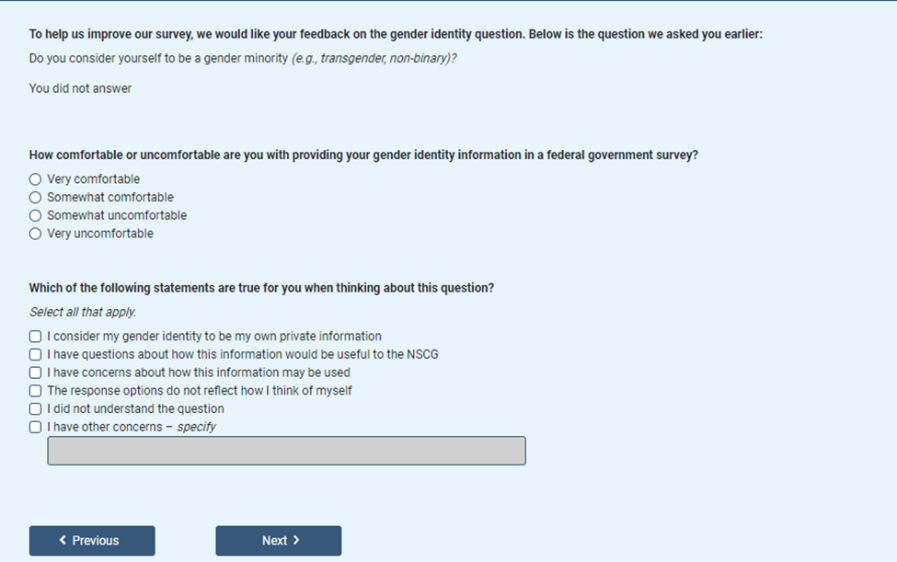 To help us improve our survey, we would like your feedback on the gender identity question. Below is the question we asked you earlier:
Do you consider yourself to be a gender minority (e.g., transgender, non-binary)?
You did not answer
How comfortable or uncomfortable are you with providing your gender identity information in a federal government survey?
Very comfortable
Somewhat comfortable
Somewhat uncomfortable
Very uncomfortable
Which of the following statements are true for you when thinking about this question?
Select all that apply.
I consider my gender identity to be my own private information
I have questions about how this information would be useful to the NSCG
I have concerns about how this information may be used
The response options do not reflect how I think of myself
I did not understand the question
I have other concerns – specify
Previous
Next